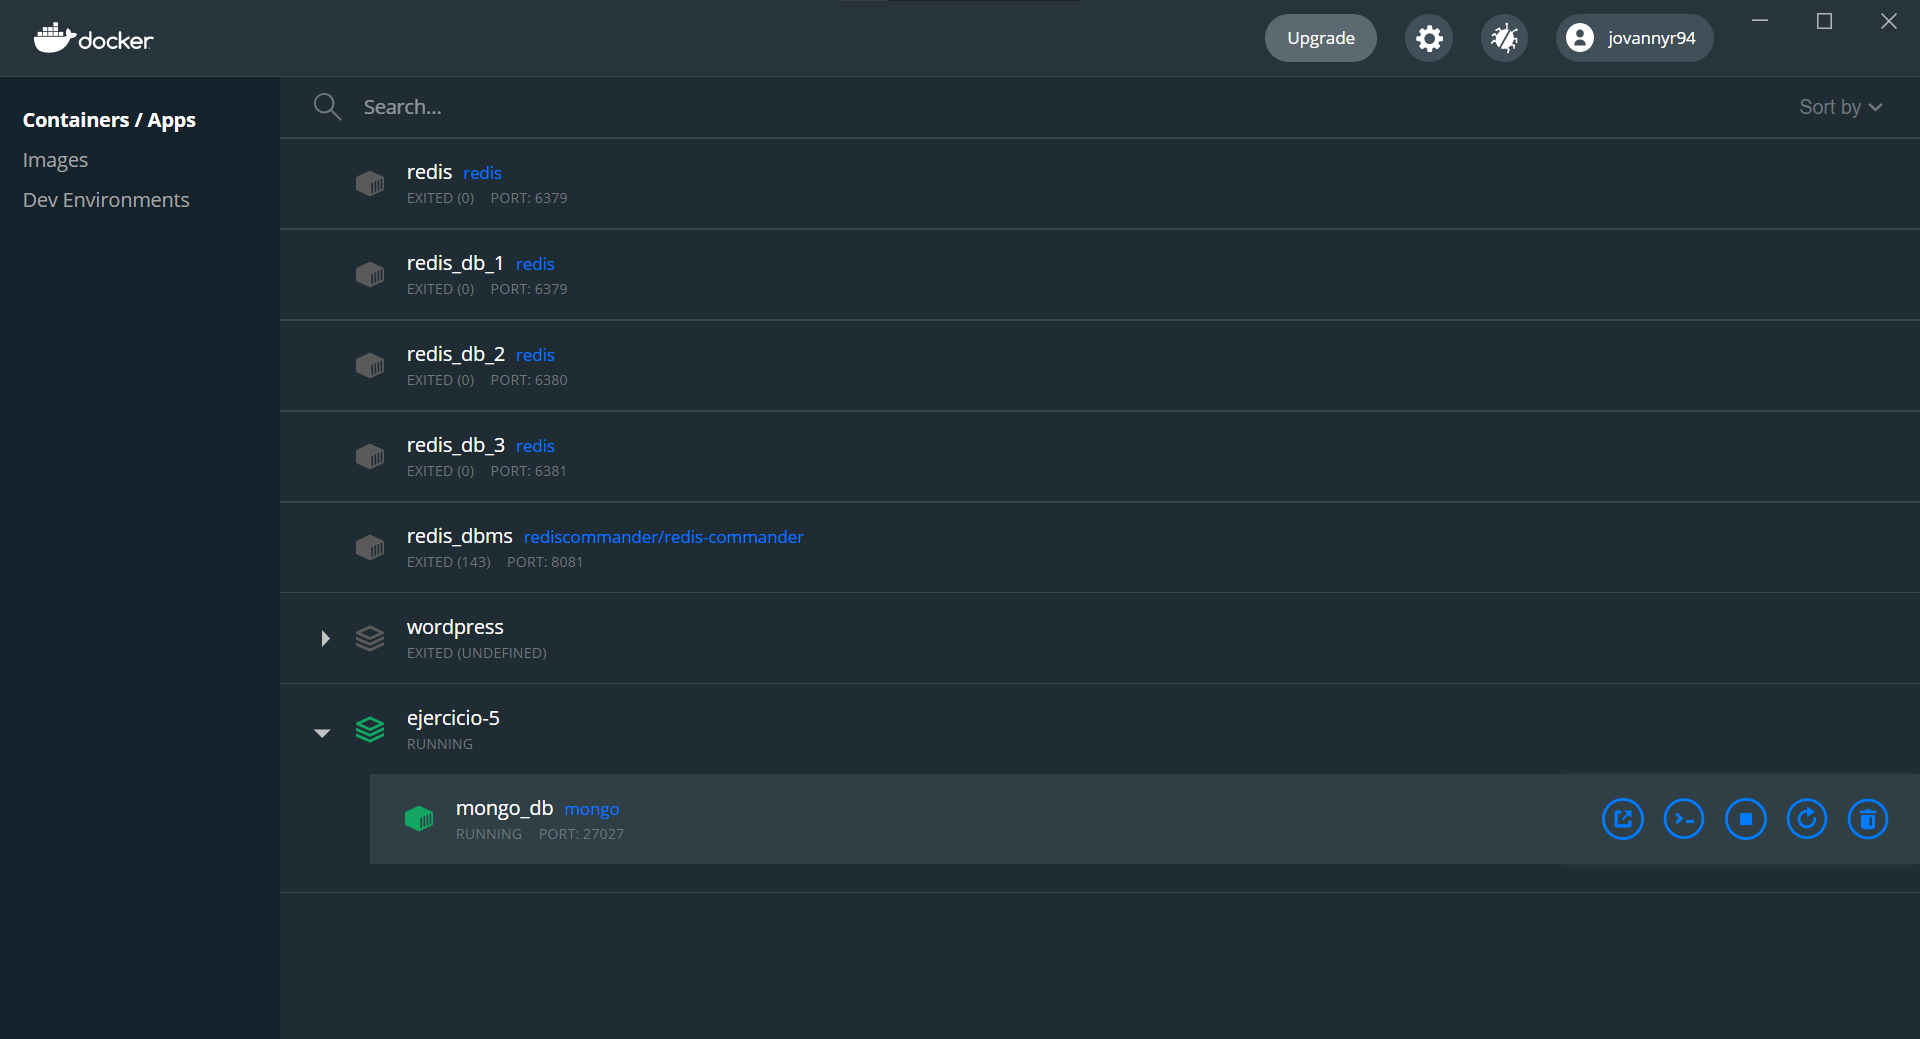 docker
Upgrade
jovannyr94
Containers / Apps
Images
Dev Environments
Search...
Sort by
redis redis
EXITED (0) PORT: 6379
redis_db_1 redis
EXITED (0) PORT: 6379
redis_db_2 redis
EXITED (0) PORT: 6380
redis_db_3 redis
EXITED (0) PORT: 6381
redis_dbms rediscommander/redis-commander
EXITED (143) PORT: 8081
wordpress
EXITED (UNDEFINED)
ejercicio-5
RUNNING
mongo_db mongo
RUNNING PORT: 27027